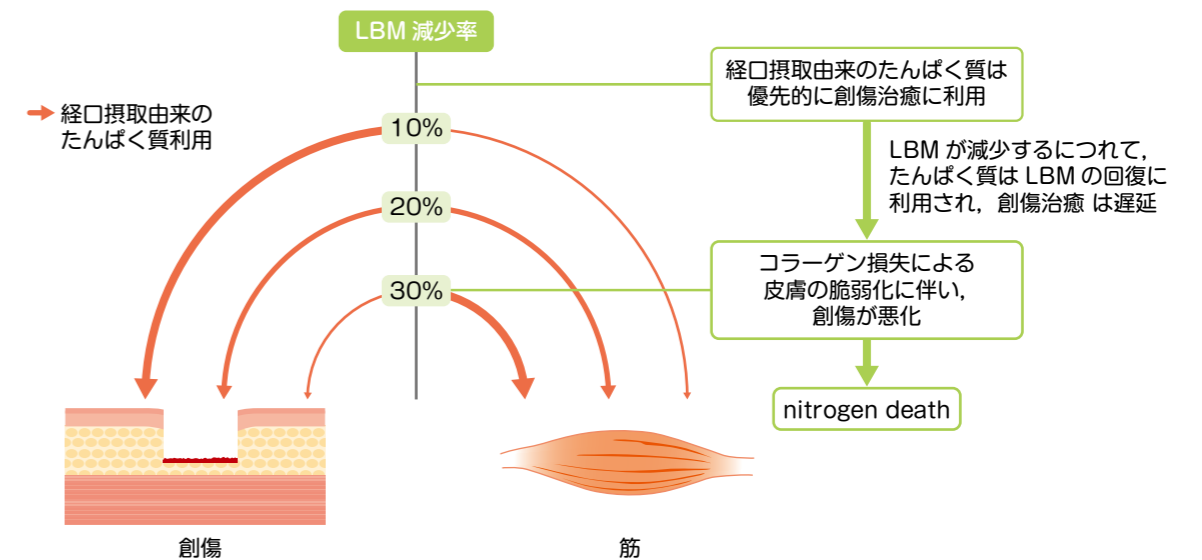 LBM 減少率
経口摂取由来の
たんぱく質利用
10%
20%
30%
経口摂取由来のたんぱく質は
優先的に創傷治癒に利用
LBM が減少するにつれて，
たんぱく質は LBM の回復に
利用され，創傷治癒 は遅延
コラーゲン損失による
皮膚の脆弱化に伴い，
創傷が悪化
nitrogen death
創傷
筋